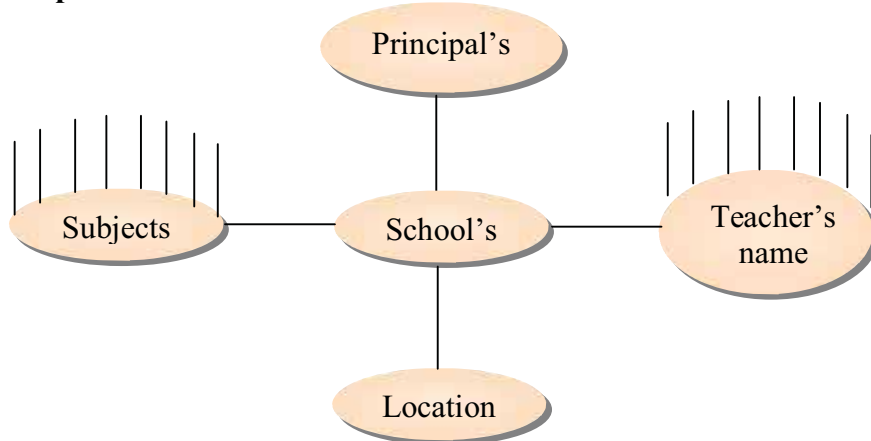 Principal's
Subjects
School's
Teacher's
name
Location